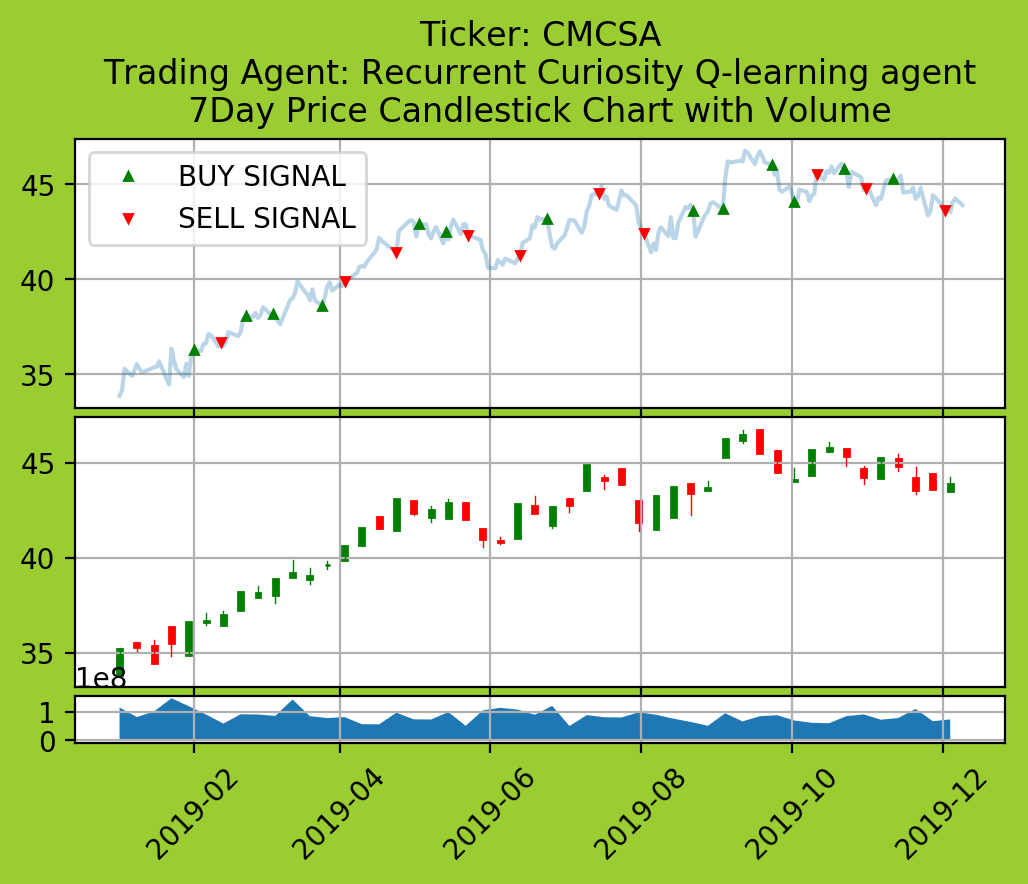 Ticker: CMCSA
Trading Agent: Recurrent Curiosity Q-learning agent
7Day Price Candlestick Chart with Volume
BUY SIGNAL
SELL SIGNAL
45
40
35
45
40
35
1e8
1
0
2019-02
2019-04
2019-06
2019-08
2019-10
2019-12